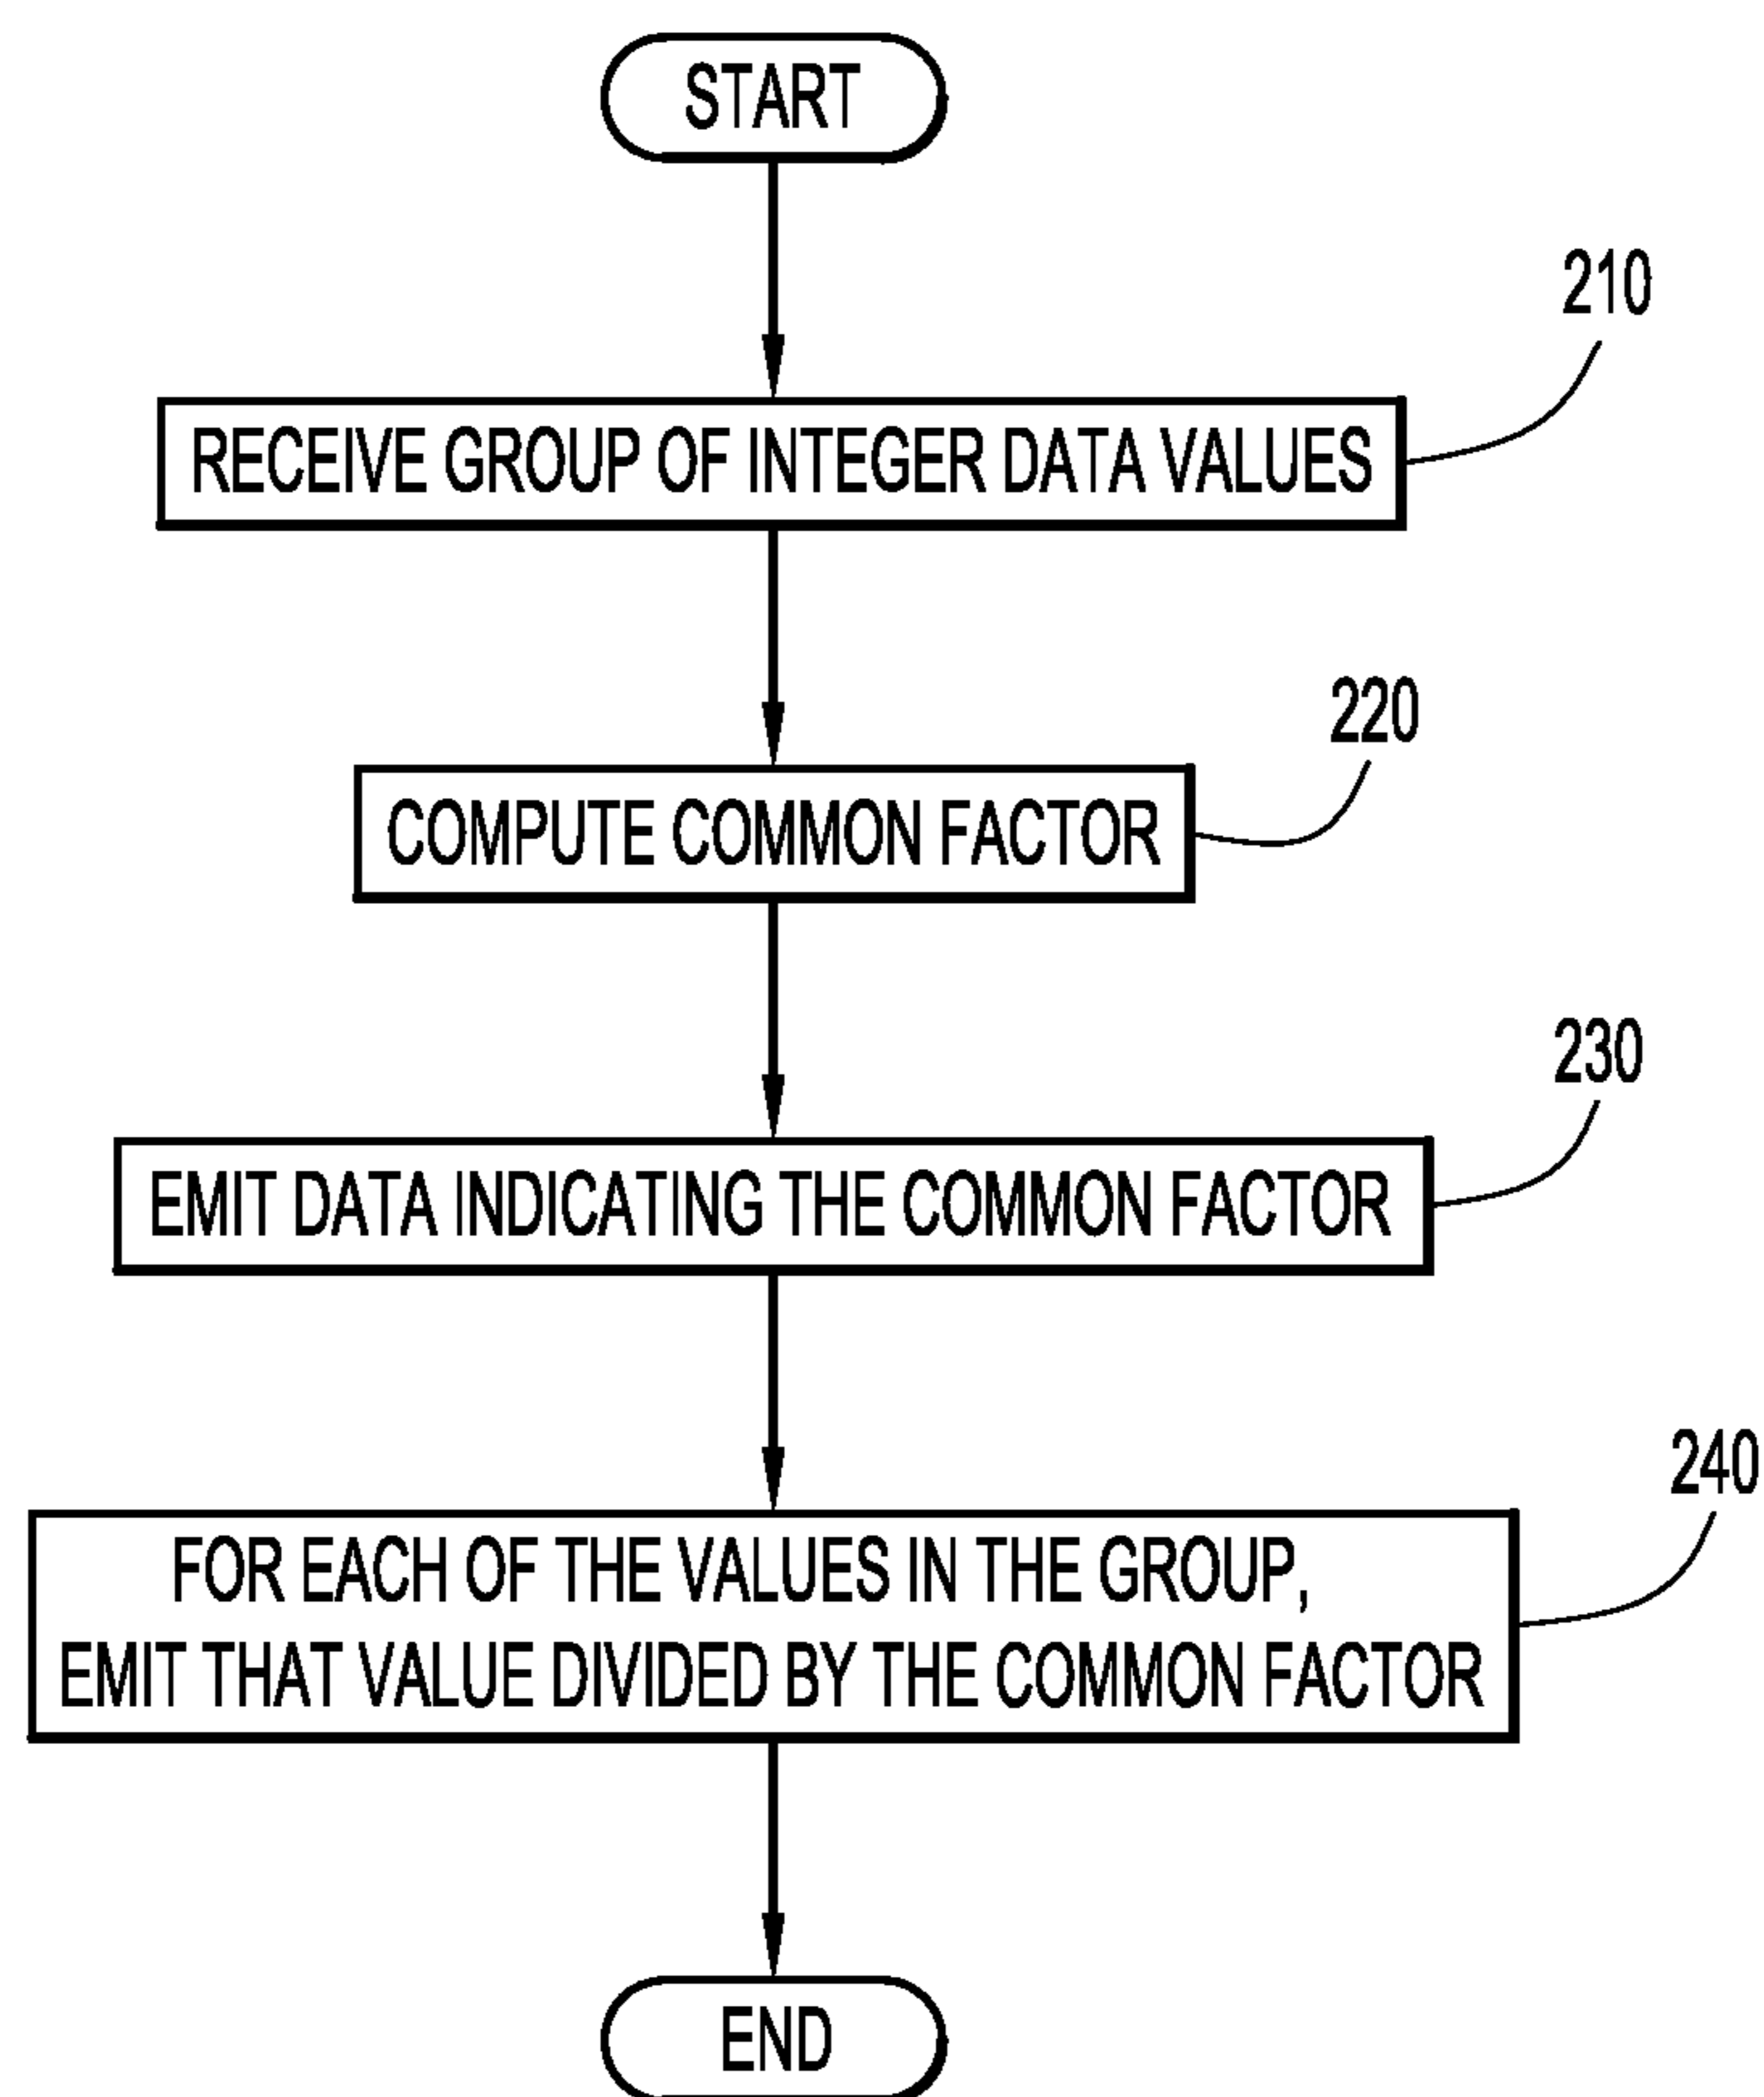 START
210
RECEIVE GROUP OF INTEGER DATA VALUES
220
COMPUTE COMMON FACTOR
230
EMIT DATA INDICATING THE COMMON FACTOR
240
FOR EACH OF THE VALUES IN THE GROUP,
EMIT THAT VALUE DIVIDED BY THE COMMON FACTOR
END